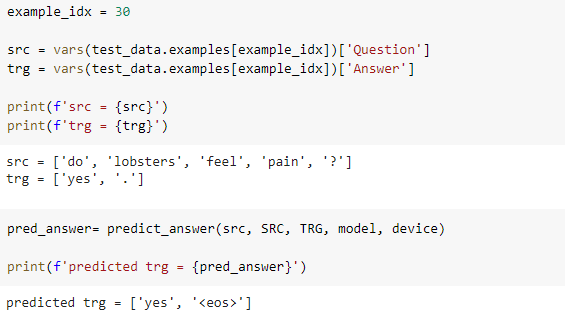 example_idx = 30
src = vars(test_data.examples[example_idx])['Question']
trg = vars(test_data.examples[example_idx])['Answer']
print(f'src = {src}')
print(f'trg = {trg}')
src = ['do', 'lobsters', 'feel', 'pain', '?']
trg = ['yes', '.']
pred_answer= predict_answer(src, SRC, TRG, model, device)
print(f'predicted trg = {pred_answer}')
predicted trg = ['yes', '<eos>']